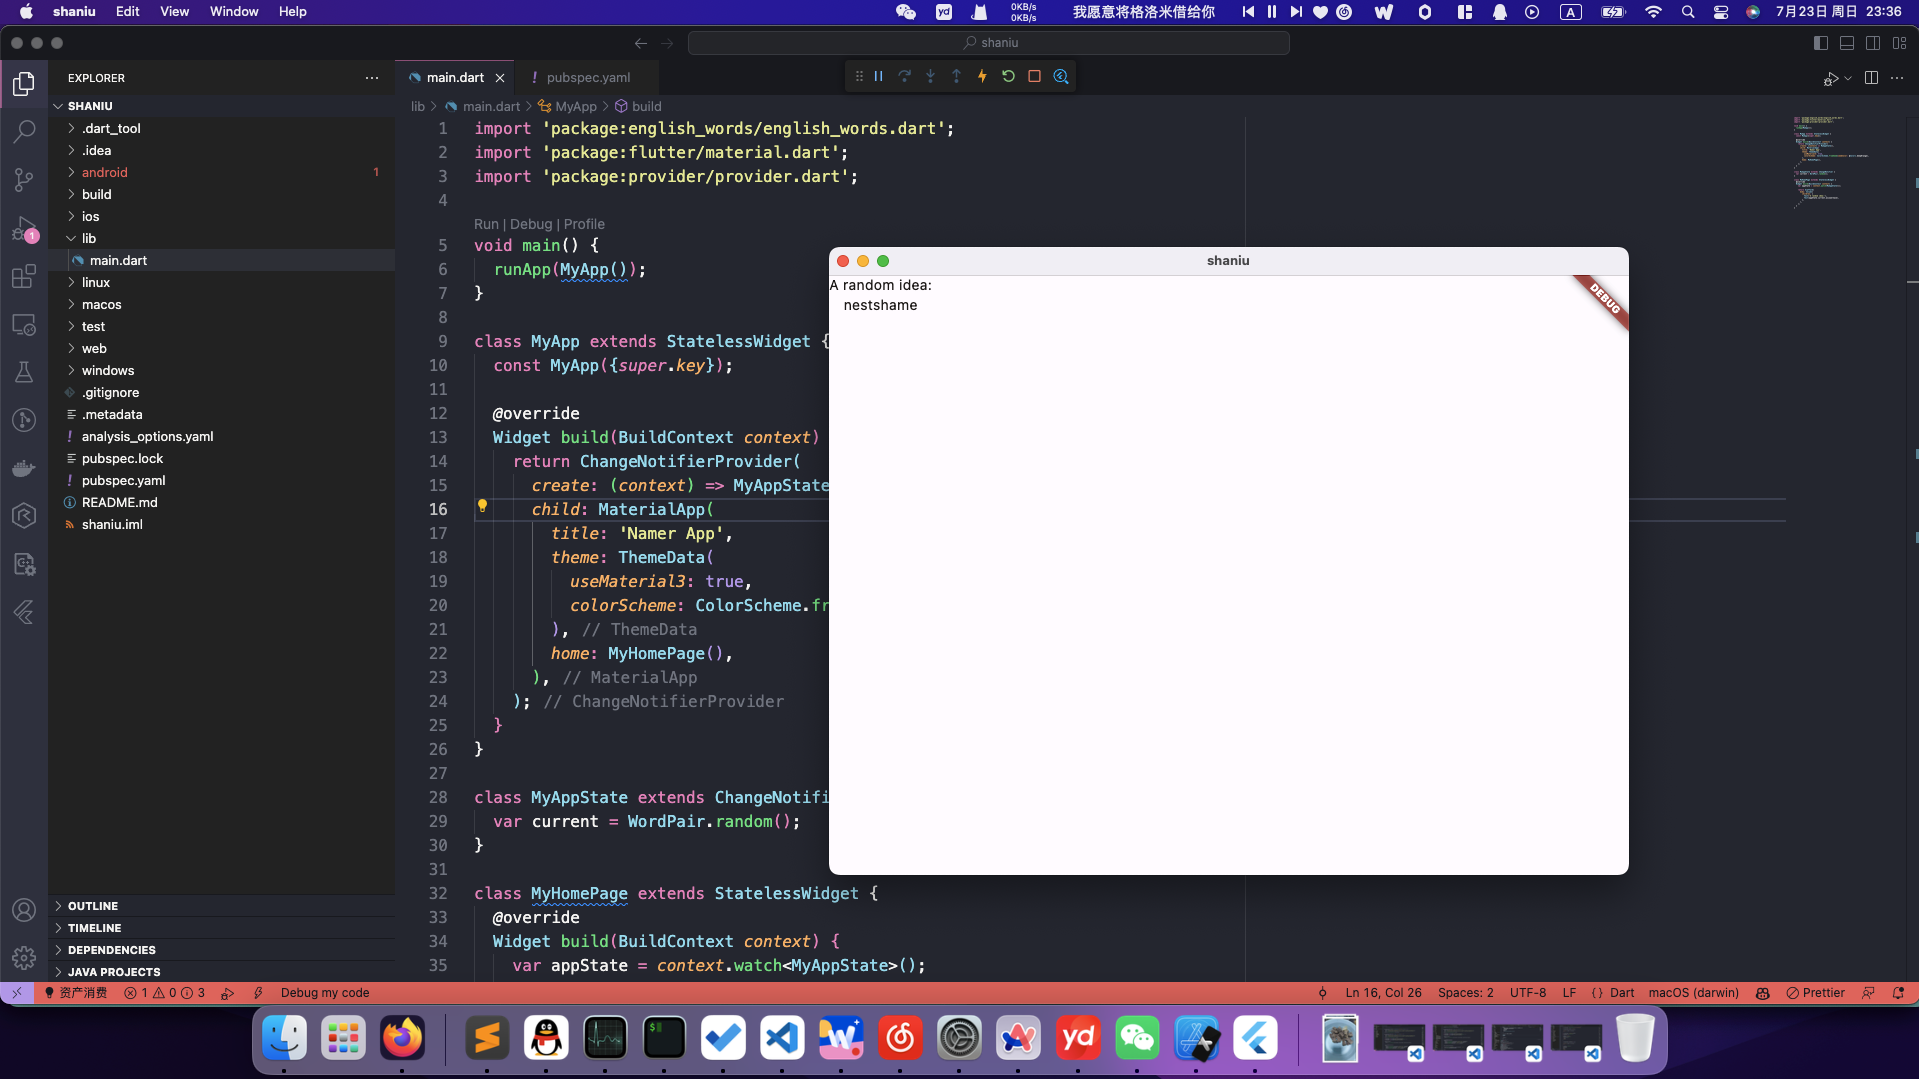 shaniu Edit View Window Help yd 0KB/s 0KB/s 我愿意将格洛米借给你 A 7月23日 周日 23:36
shaniu
EXPLORER
SHANIU
.dart_tool
.idea
android 1
build
ios
lib
main.dart
linux
macos
test
web
windows
.gitignore
.metadata
analysis_options.yaml
pubspec.lock
pubspec.yaml
README.md
shaniu.iml
OUTLINE
TIMELINE
DEPENDENCIES
JAVA PROJECTS
1
main.dart pubspec.yaml
lib > main.dart > MyApp > build
1 import 'package:english_words/english_words.dart';
2 import 'package:flutter/material.dart';
3 import 'package:provider/provider.dart';
4
Run | Debug | Profile
5 void main() {
6 runApp(MyApp());
7 }
8
9 class MyApp extends StatelessWidget {
10 const MyApp({super.key});
11
12 @override
13 Widget build(BuildContext context)
14 return ChangeNotifierProvider(
15 create: (context) => MyAppState
16 child: MaterialApp(
17 title: 'Namer App',
18 theme: ThemeData(
19 useMaterial3: true,
20 colorScheme: ColorScheme.fr
21 ), // ThemeData
22 home: MyHomePage(),
23 ), // MaterialApp
24 ); // ChangeNotifierProvider
25 }
26 }
27
28 class MyAppState extends ChangeNotifi
29 var current = WordPair.random();
30 }
31
32 class MyHomePage extends StatelessWidget {
33 @override
34 Widget build(BuildContext context) {
35 var appState = context.watch<MyAppState>();
shaniu
A random idea:
nestshame
DEBUG
资产消费 1 0 3 Debug my code Ln 16, Col 26 Spaces: 2 UTF-8 LF {} Dart macOS (darwin) Prettier
yd